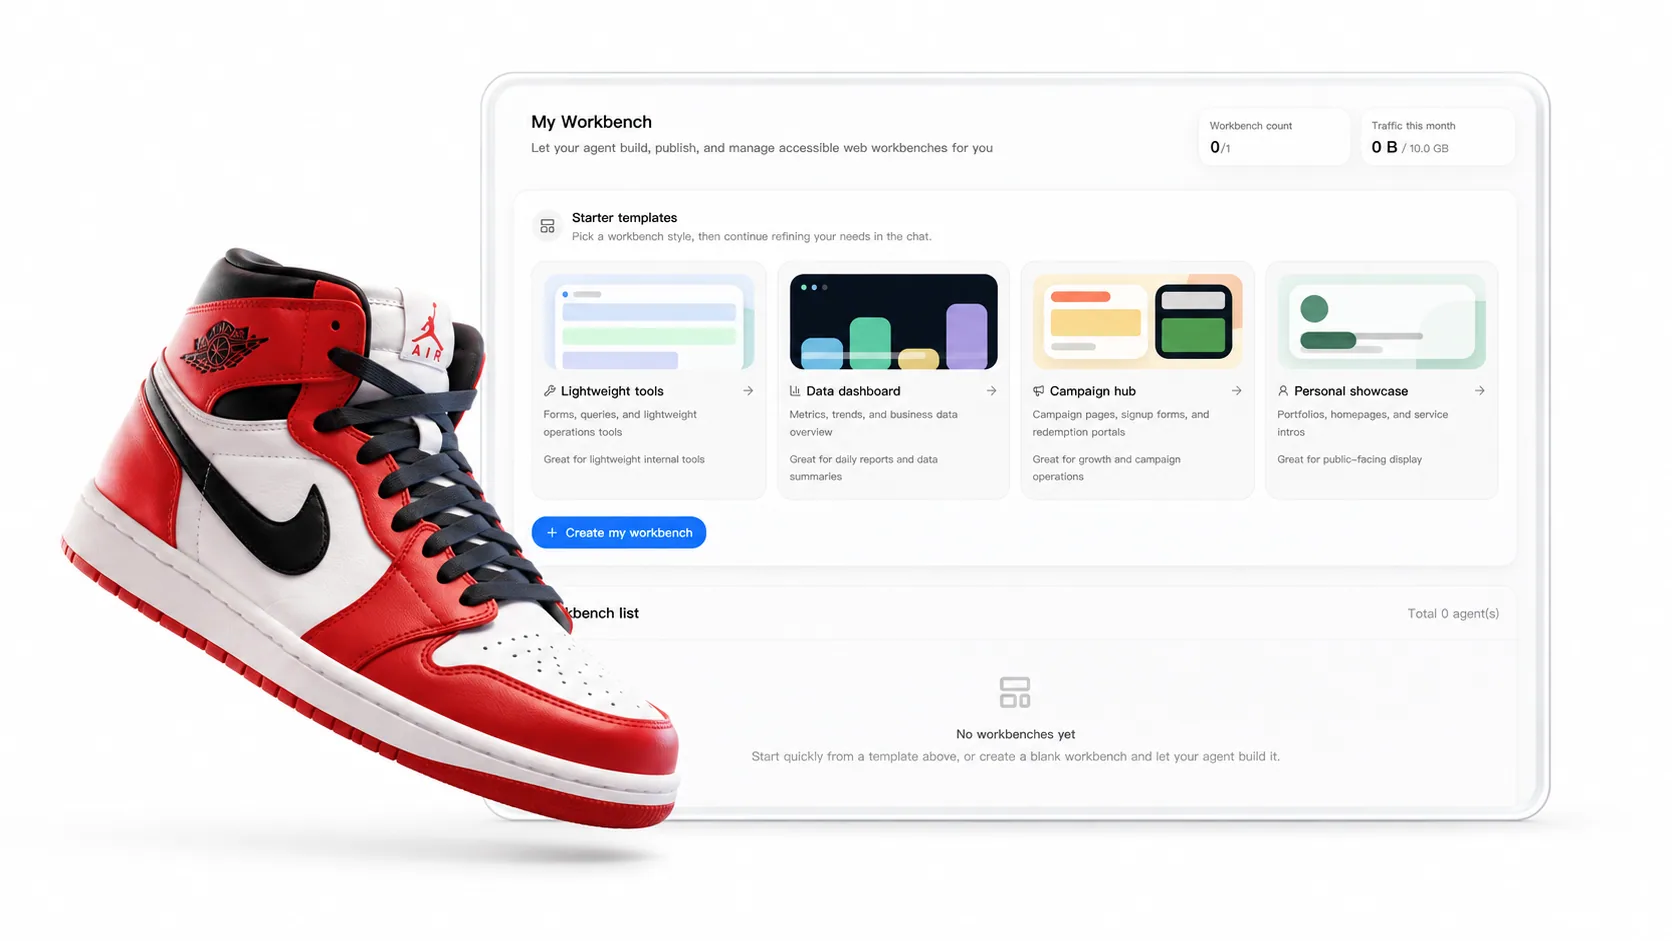 My Workbench
Let your agent build, publish, and manage accessible web workbenches for you
Workbench count
0/1
Traffic this month
0 B / 10.0 GB
Starter templates
Pick a workbench style, then continue refining your needs in the chat.
Lightweight tools
Forms, queries, and lightweight
operations tools
Great for lightweight internal tools
Data dashboard
Metrics, trends, and business data
overview
Great for daily reports and data
summaries
Campaign hub
Campaign pages, signup forms, and
redemption portals
Great for growth and campaign
operations
Personal showcase
Portfolios, homepages, and service
intros
Great for public-facing display
+ Create my workbench
kbench list
Total 0 agent(s)
No workbenches yet
Start quickly from a template above, or create a blank workbench and let your agent build it.
AIR